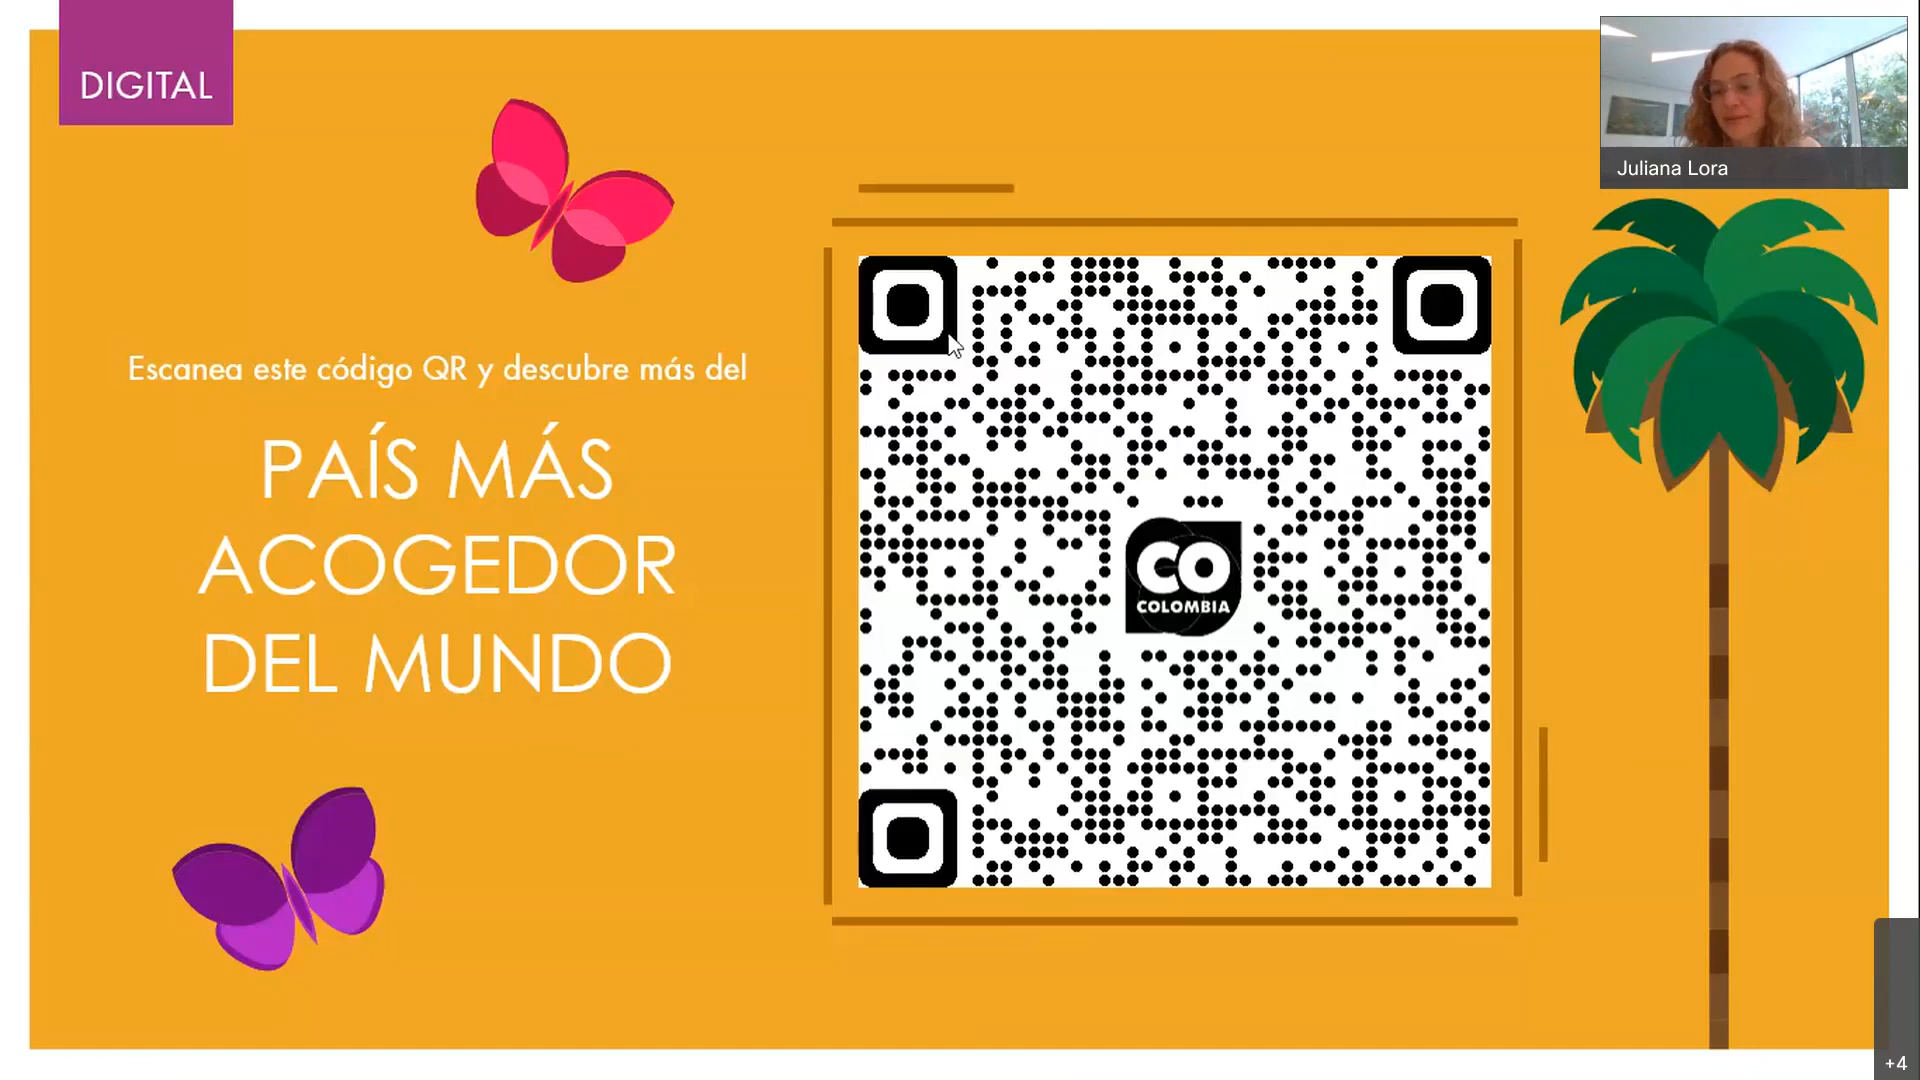 DIGITAL
Juliana Lora
Escanea este código QR y descubre más del
PAÍS MÁS
ACOGEDOR
DEL MUNDO
CO
COLOMBIA
+4